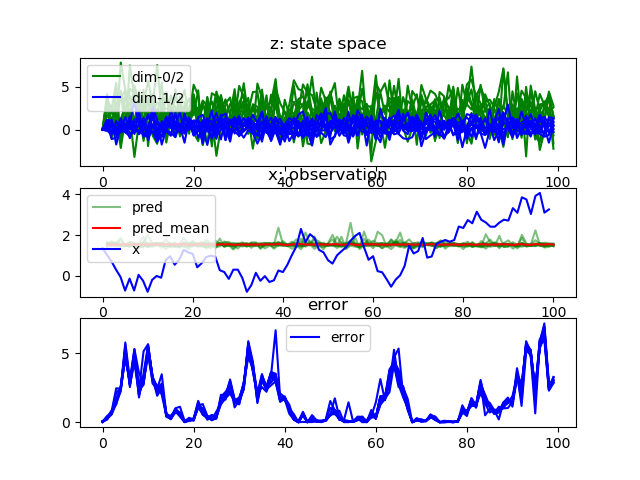 z: state space
5
0
dim-0/2
dim-1/2
0 20 40 60 80 100
x: observation
4
2
0
pred
pred_mean
x
0 20 40 60 80 100
error
5
0
error
0 20 40 60 80 100